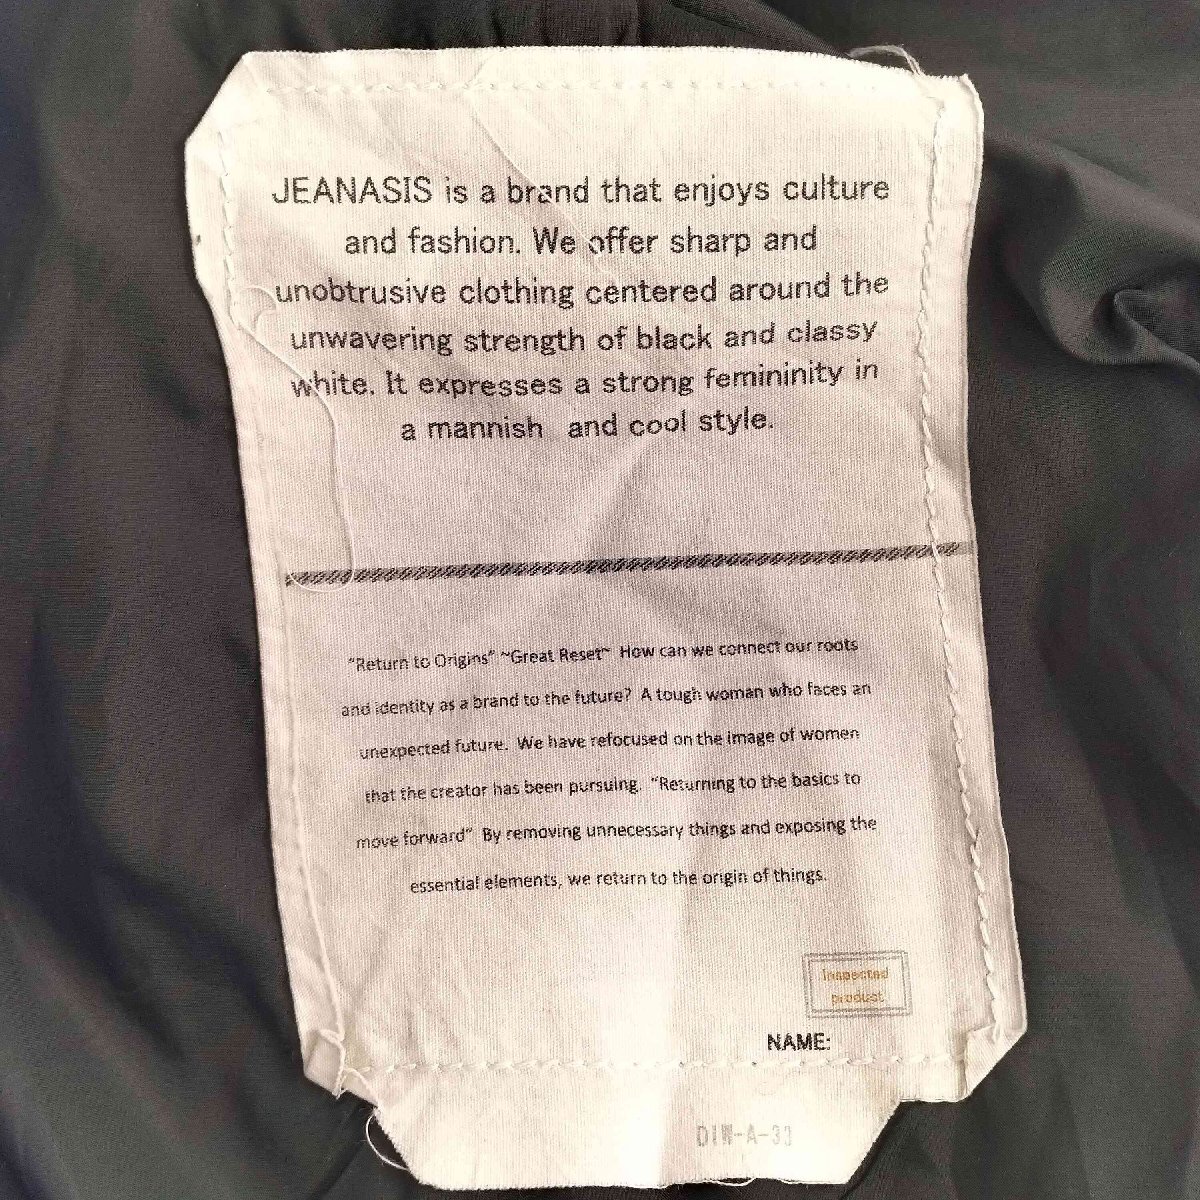 JEANASIS is a brand that enjoys culture
and fashion. We offer sharp and
unobtrusive clothing centered around the
unwavering strength of black and classy
white. It expresses a strong femininity in
a mannish and cool style.
"Return to Origins" ~Great Reset~ How can we connect our roots
and identity as a brand to the future? A tough woman who faces an
unexpected future. We have refocused on the image of women
that the creator has been pursuing. "Returning to the basics to
move forward" By removing unnecessary things and exposing the
essential elements, we return to the origin of things.
Inspected
product
NAME:
DIW-A-33